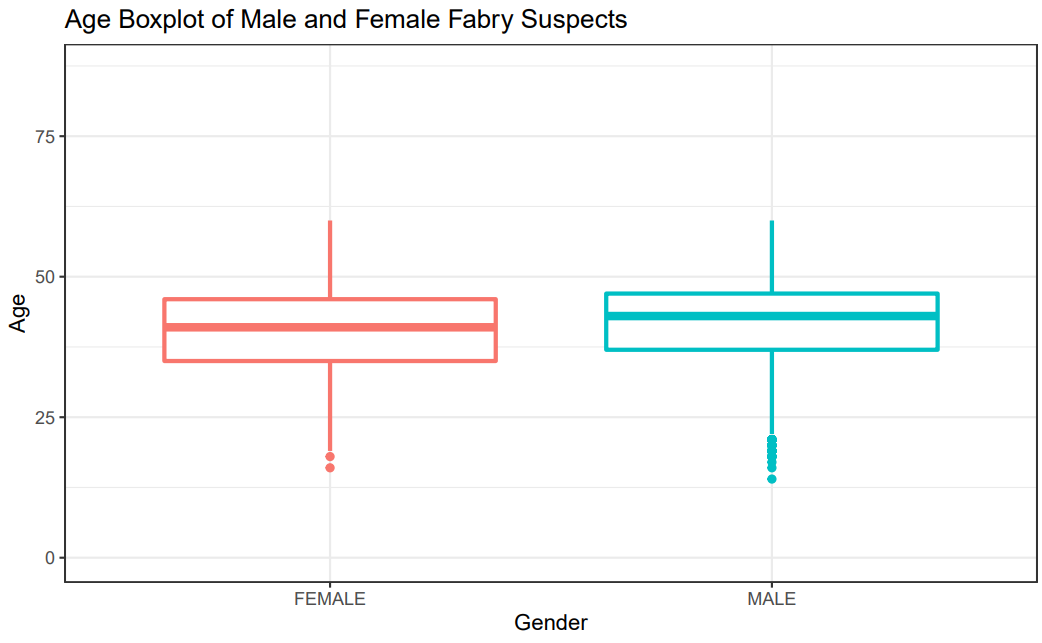 Age Boxplot of Male and Female Fabry Suspects
75
50
25
0
Age
FEMALE
MALE
Gender